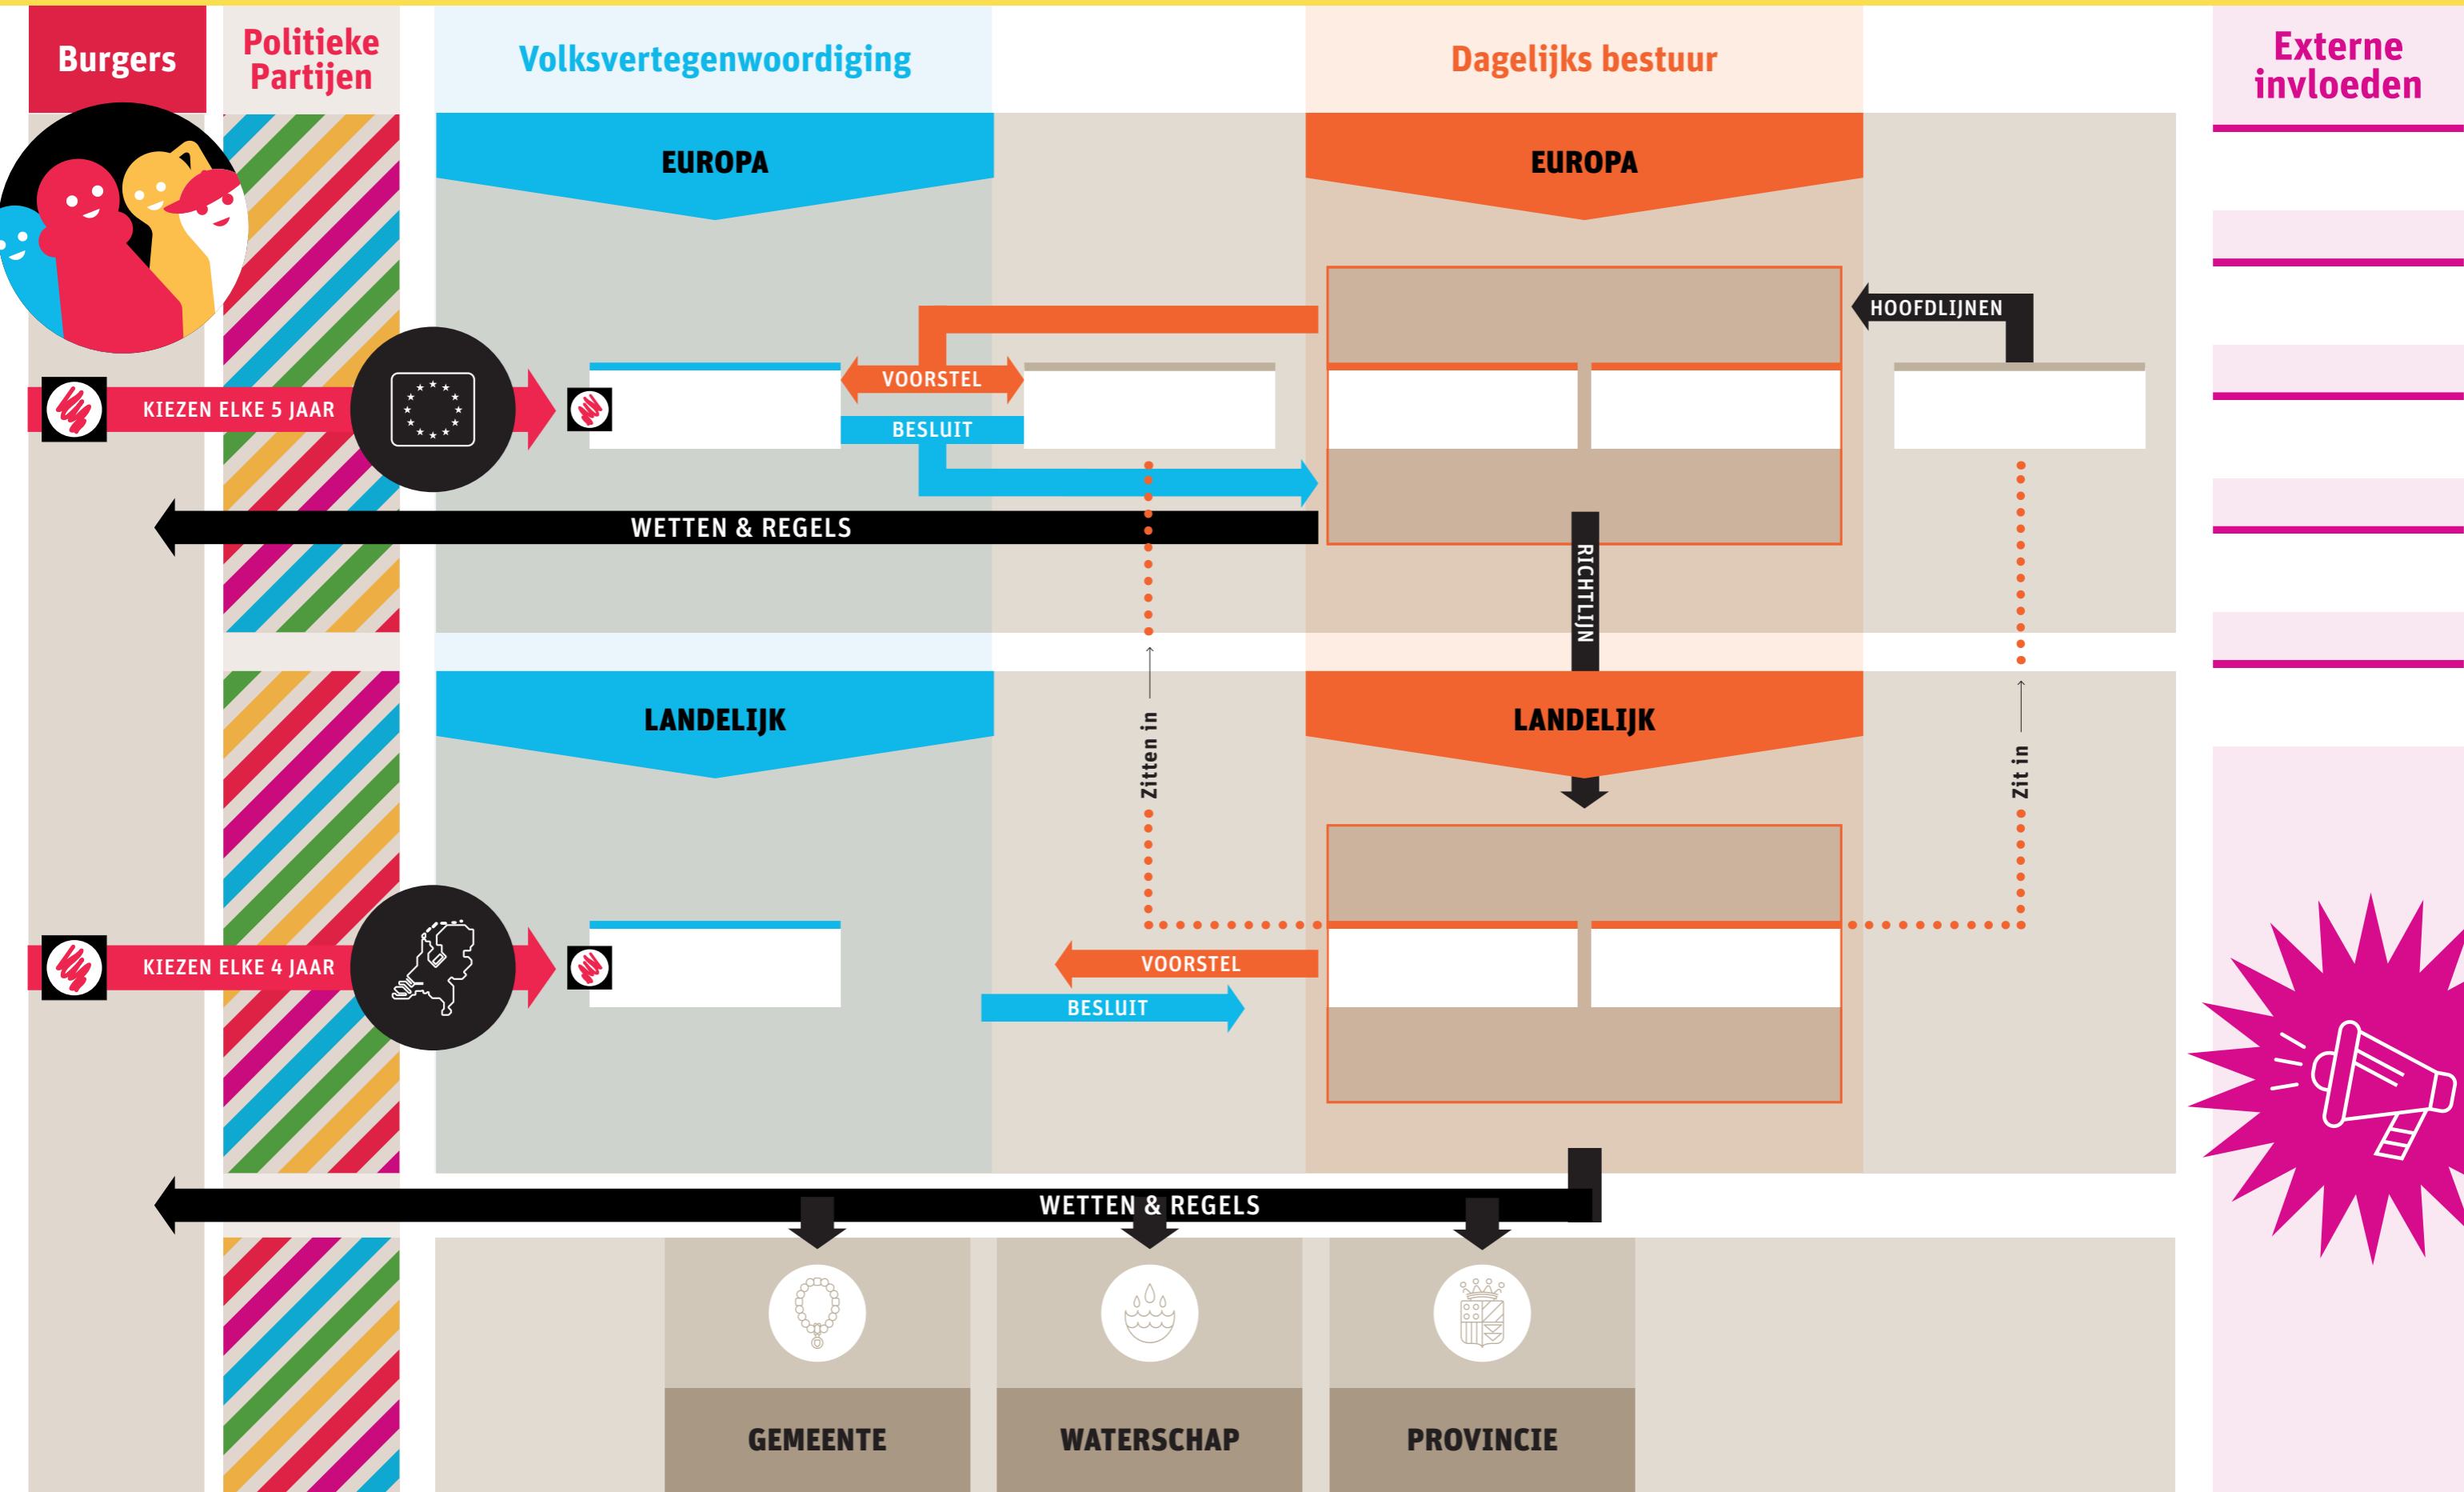 Burgers
Politieke
Partijen
Volksvertegenwoordiging
Dagelijks bestuur
Externe
invloeden
EUROPA
EUROPA
HOOFDLIJNEN
VOORSTEL
KIEZEN ELKE 5 JAAR
BESLUIT
WETTEN & REGELS
RICHTLIJN
LANDELIJK
LANDELIJK
Zitten in
Zit in
VOORSTEL
KIEZEN ELKE 4 JAAR
BESLUIT
WETTEN & REGELS
GEMEENTE
WATERSCHAP
PROVINCIE